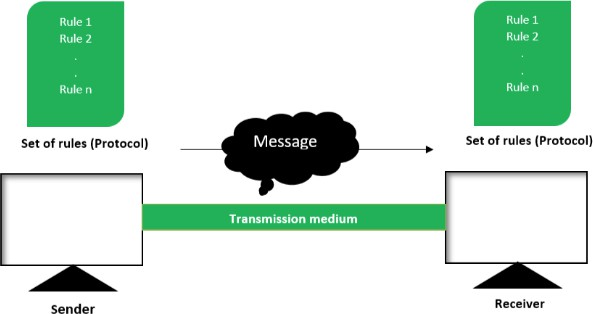 Rule 1
Rule 2
.
.
Rule n
Set of rules (Protocol)
Message
Rule 1
Rule 2
.
.
Rule n
Set of rules (Protocol)
Transmission medium
Sender
Receiver